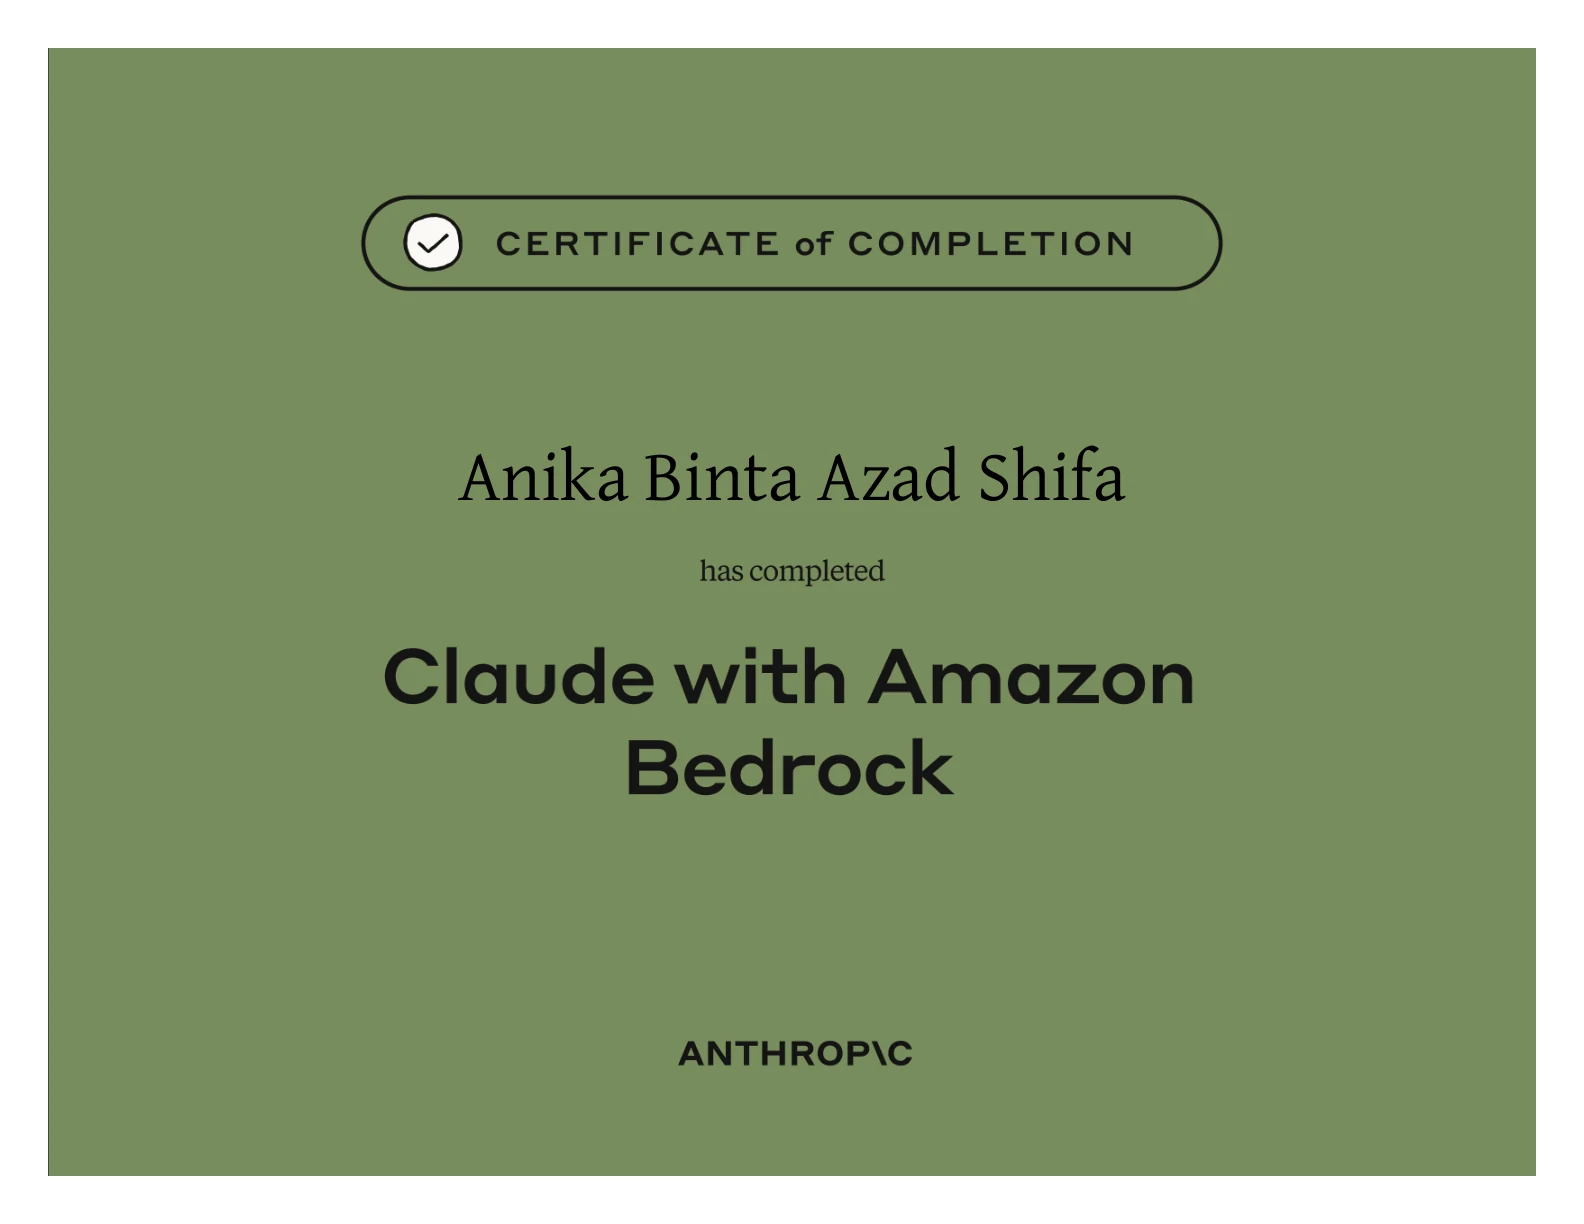 CERTIFICATE of COMPLETION
Anika Binta Azad Shifa
has completed
Claude with Amazon
Bedrock
ANTHROP\C